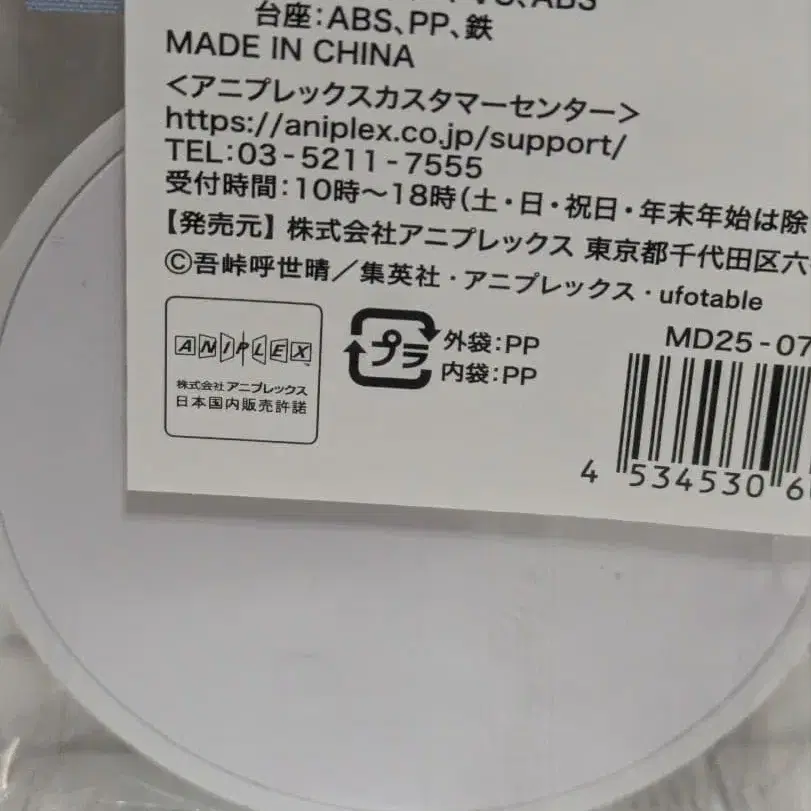 、ABS
台座:ABS、PP、鉄
MADE IN CHINA
＜アニプレックスカスタマーセンター＞
https://aniplex.co.jp/support/
TEL:03-5211-7555
受付時間:10時～18時(土・日・祝日・年末年始は除
【発売元】株式会社アニプレックス 東京都千代田区六
©吾峠呼世晴／集英社・アニプレックス・ufotable
ANIPLEX
株式会社アニプレックス
日本国内販売許諾
プラ
外袋:PP
内袋:PP
MD25-07
4 534530 6